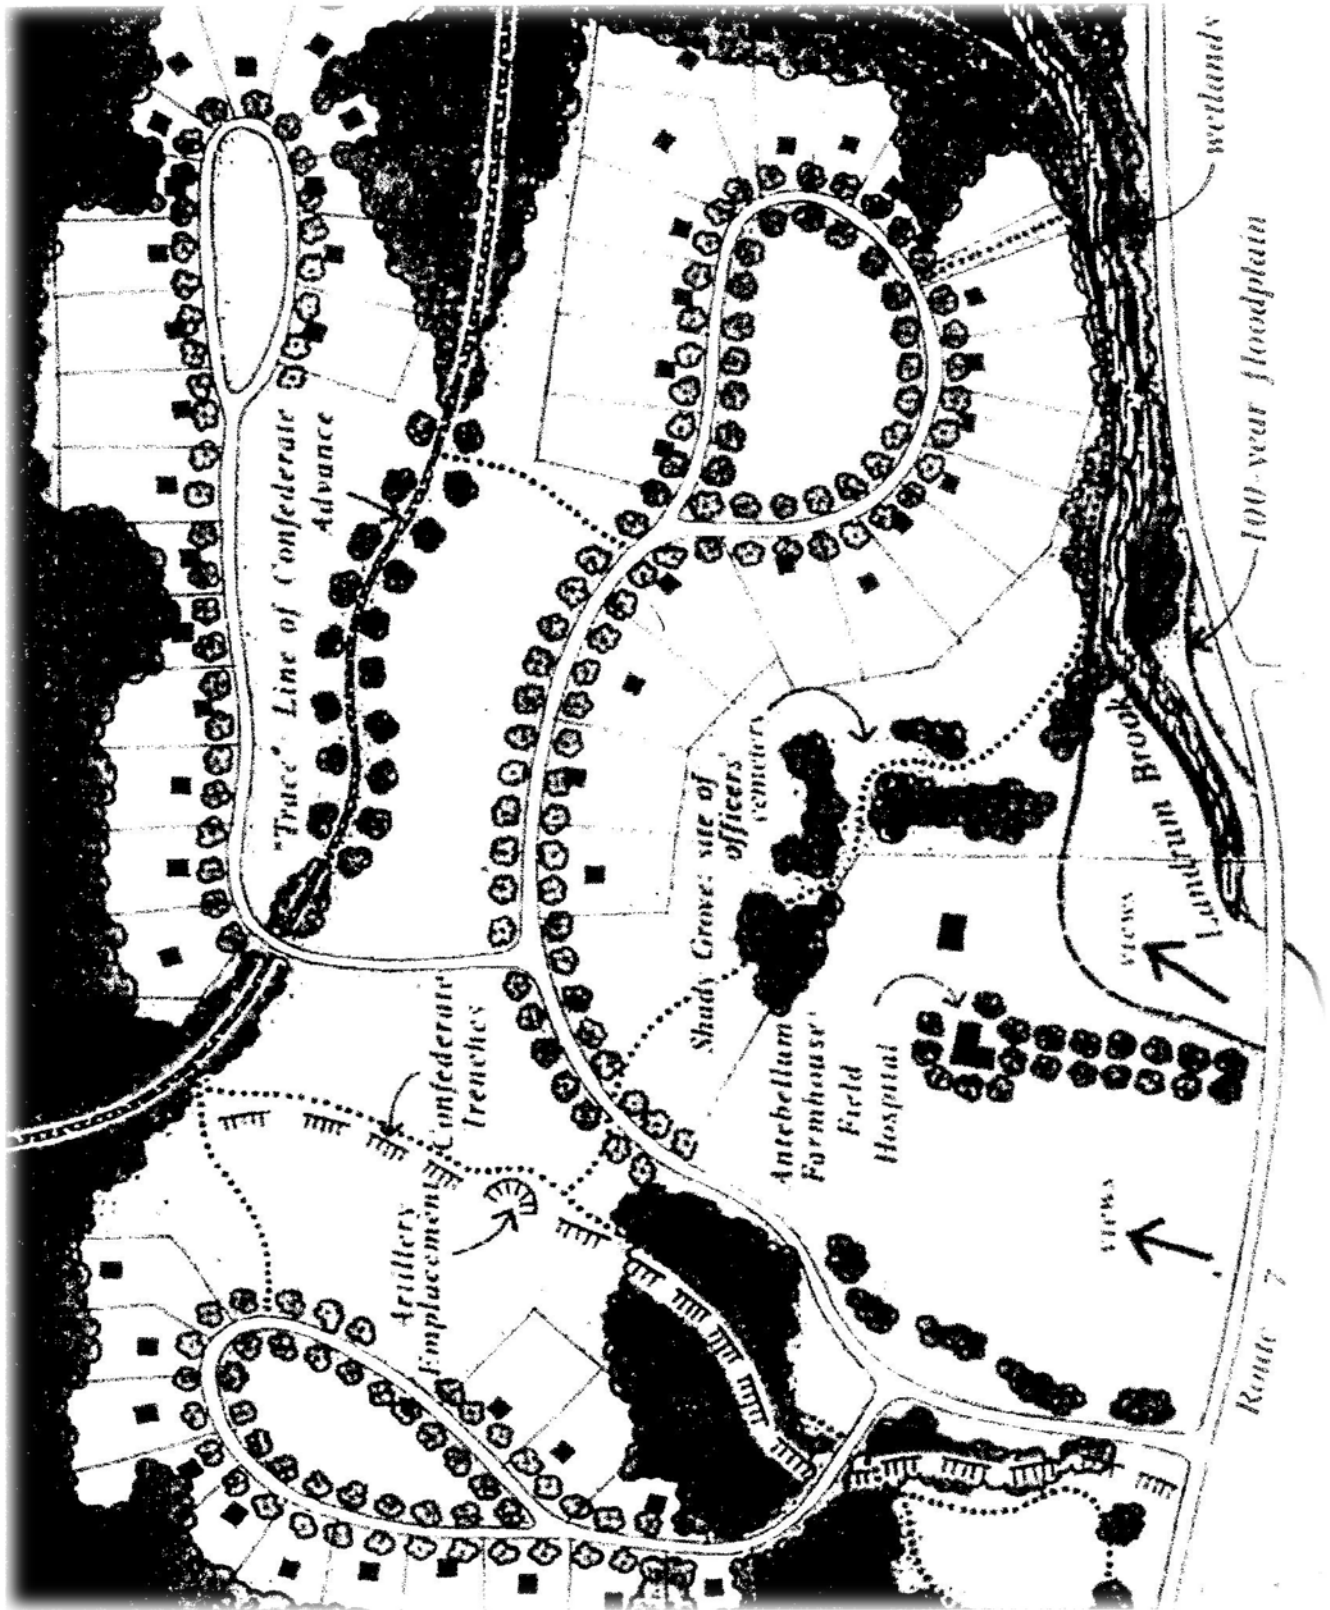 wetlands
100-year floodplain
"Trace": Line of Confederate
Advance
Shady Grove: site of
officers'
cemetery
Landrum Brook
views
Confederate
Trenches
Antebellum
Farmhouse'
Field
Hospital
Artillery
Emplacement
views
Route 7